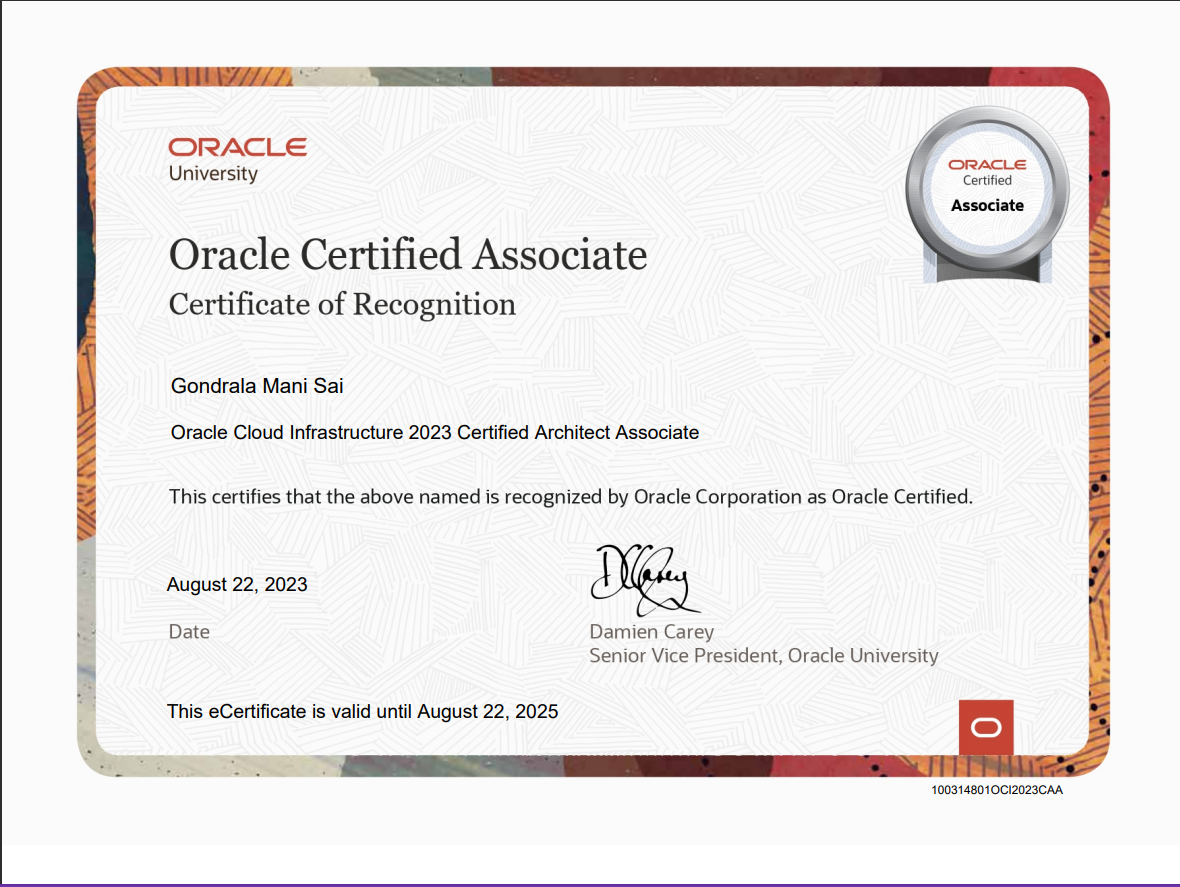 ORACLE
University
ORACLE
Certified
Associate
Oracle Certified Associate
Certificate of Recognition
Gondrala Mani Sai
Oracle Cloud Infrastructure 2023 Certified Architect Associate
This certifies that the above named is recognized by Oracle Corporation as Oracle Certified.
August 22, 2023
Date
DCarey
Damien Carey
Senior Vice President, Oracle University
This eCertificate is valid until August 22, 2025
100314801OCI2023CAA